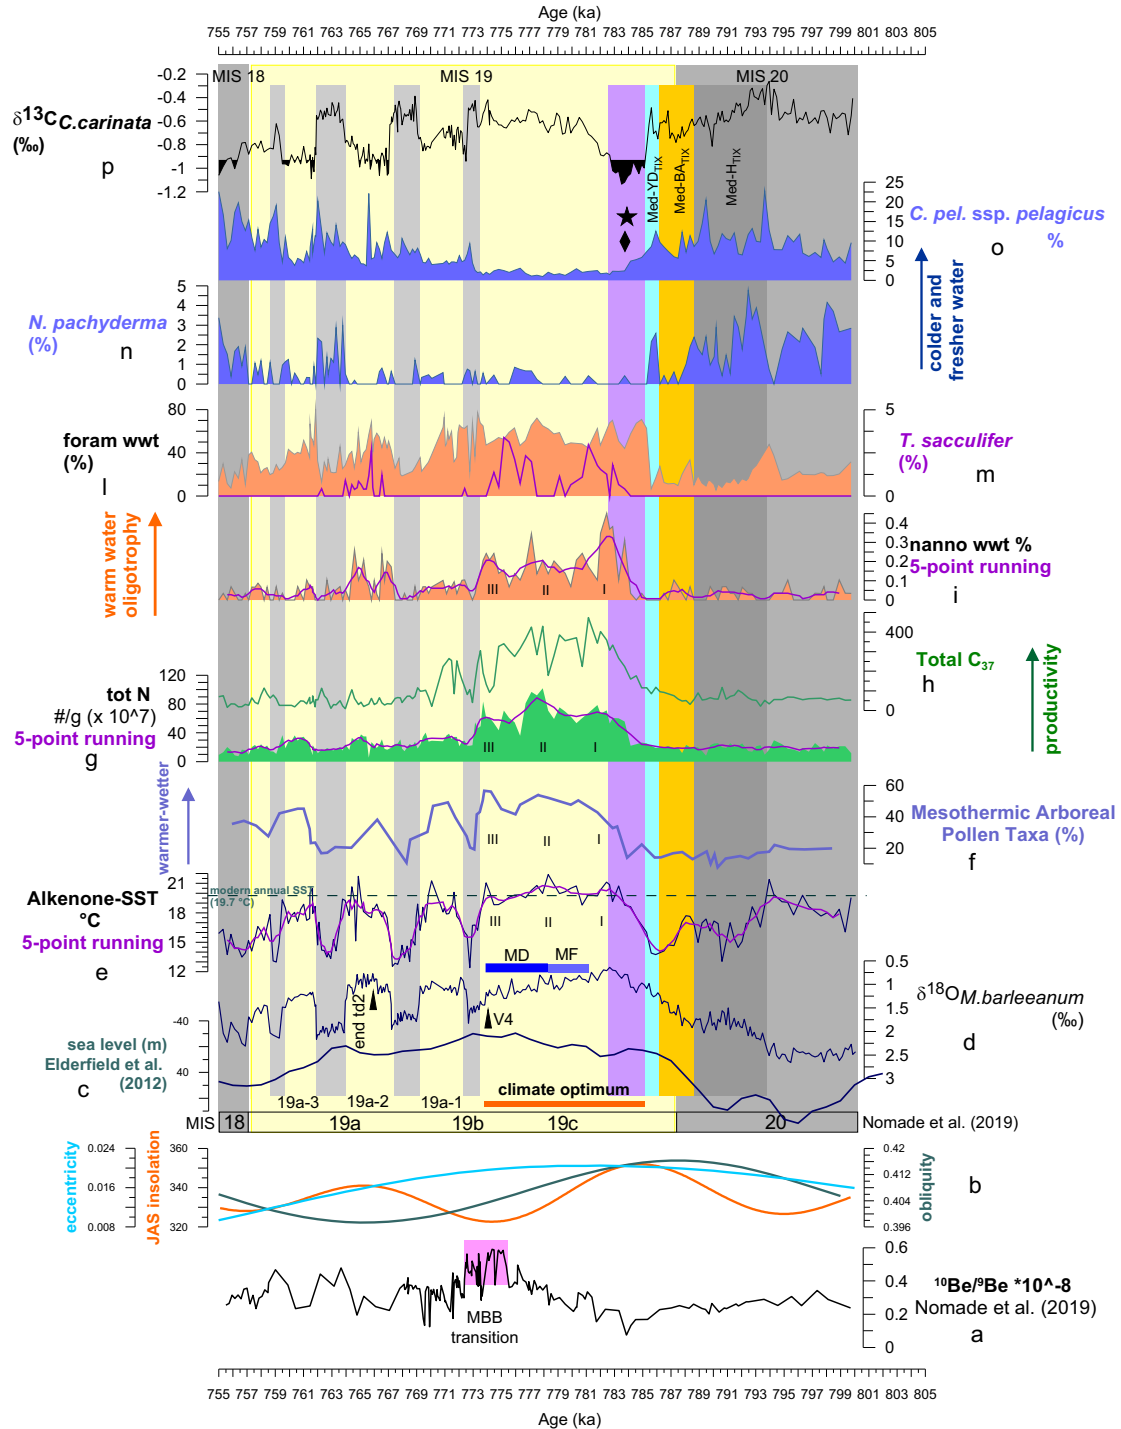 Age (ka)
755 757 759 761 763 765 767 769 771 773 775 777 779 781 783 785 787 789 791 793 795 797 799 801 803 805
MIS 18
MIS 19
MIS 20
-0.2
-0.4
-0.6
-0.8
-1
-1.2
δ13C C.carinata
(‰)
p
Med-YD TIX
Med-BA TIX
Med-H TIX
25
20
15
10
5
0
C. pel. ssp. pelagicus
%
o
colder and
fresher water
5
4
3
2
1
0
N. pachyderma
(%)
n
80
40
0
foram wwt
(%)
l
5
0
T. sacculifer
(%)
m
warm water
oligotrophy
0.4
0.3
0.2
0.1
0
nanno wwt %
5-point running
i
III
II
I
400
0
Total C37
h
productivity
120
80
40
0
tot N
#/g (x 10^7)
5-point running
g
III
II
I
warmer-wetter
60
40
20
Mesothermic Arboreal
Pollen Taxa (%)
f
III
II
I
21
18
15
12
modern annual SST
(19.7 °C)
Alkenone-SST
°C
5-point running
e
III
II
I
MD
MF
0.5
1
1.5
2
2.5
3
δ18O M.barleeanum
(‰)
d
end td2
V4
-40
40
sea level (m)
Elderfield et al.
(2012)
c
climate optimum
19a-3
19a-2
19a-1
MIS
18
19a
19b
19c
20
Nomade et al. (2019)
eccentricity
0.024
0.016
0.008
JAS insolation
360
340
320
0.42
0.412
0.404
0.396
obliquity
b
0.6
0.4
0.2
0
10Be/9Be *10^-8
Nomade et al. (2019)
a
MBB
transition
755 757 759 761 763 765 767 769 771 773 775 777 779 781 783 785 787 789 791 793 795 797 799 801 803 805
Age (ka)